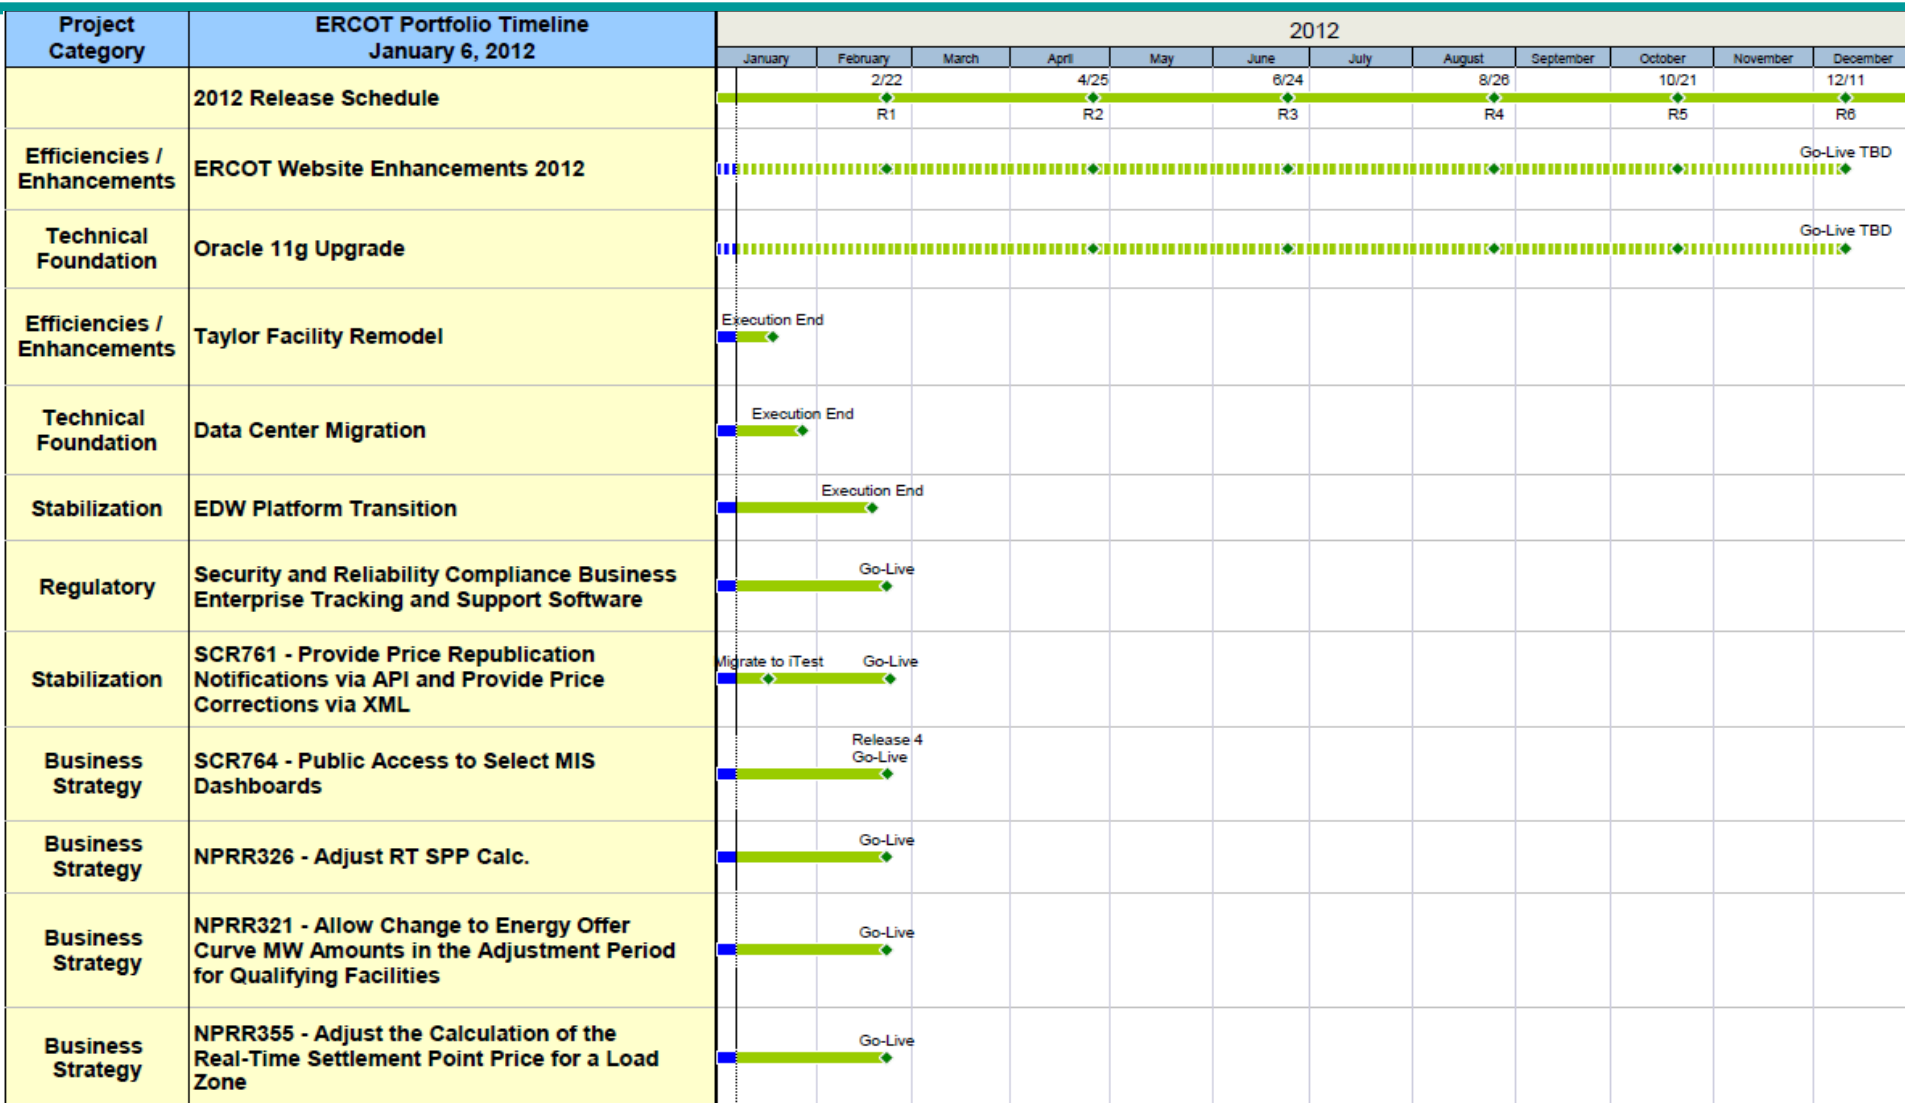 Project
Category
ERCOT Portfolio Timeline
January 6, 2012
2012
January February March April May June July August September October November December
2012 Release Schedule
2/22 4/25 6/24 8/26 10/21 12/11
R1 R2 R3 R4 R5 R6
Efficiencies /
Enhancements
ERCOT Website Enhancements 2012
Go-Live TBD
Technical
Foundation
Oracle 11g Upgrade
Go-Live TBD
Efficiencies /
Enhancements
Taylor Facility Remodel
Execution End
Technical
Foundation
Data Center Migration
Execution End
Stabilization
EDW Platform Transition
Execution End
Regulatory
Security and Reliability Compliance Business
Enterprise Tracking and Support Software
Go-Live
Stabilization
SCR761 - Provide Price Republication
Notifications via API and Provide Price
Corrections via XML
Migrate to iTest Go-Live
Business
Strategy
SCR764 - Public Access to Select MIS
Dashboards
Release 4
Go-Live
Business
Strategy
NPRR326 - Adjust RT SPP Calc.
Go-Live
Business
Strategy
NPRR321 - Allow Change to Energy Offer
Curve MW Amounts in the Adjustment Period
for Qualifying Facilities
Go-Live
Business
Strategy
NPRR355 - Adjust the Calculation of the
Real-Time Settlement Point Price for a Load
Zone
Go-Live